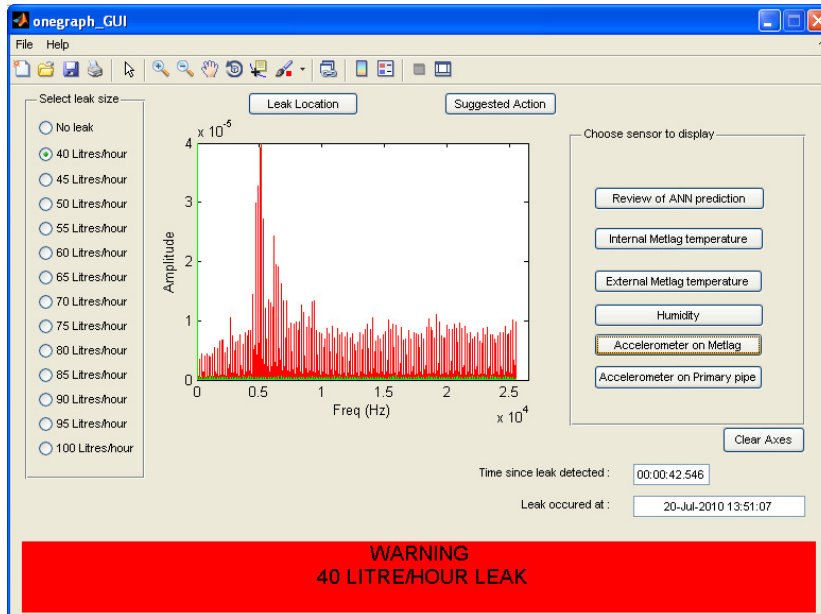 onegraph_GUI
File Help
Select leak size
No leak
40 Litres/hour
45 Litres/hour
50 Litres/hour
55 Litres/hour
60 Litres/hour
65 Litres/hour
70 Litres/hour
75 Litres/hour
80 Litres/hour
85 Litres/hour
90 Litres/hour
95 Litres/hour
100 Litres/hour
Leak Location
Suggested Action
x 10^-5
4
3
2
1
0
Amplitude
0 0.5 1 1.5 2 2.5
Freq (Hz)
x 10^4
Choose sensor to display
Review of ANN prediction
Internal Metlag temperature
External Metlag temperature
Humidity
Accelerometer on Metlag
Accelerometer on Primary pipe
Clear Axes
Time since leak detected : 00:00:42.546
Leak occured at : 20-Jul-2010 13:51:07
WARNING
40 LITRE/HOUR LEAK